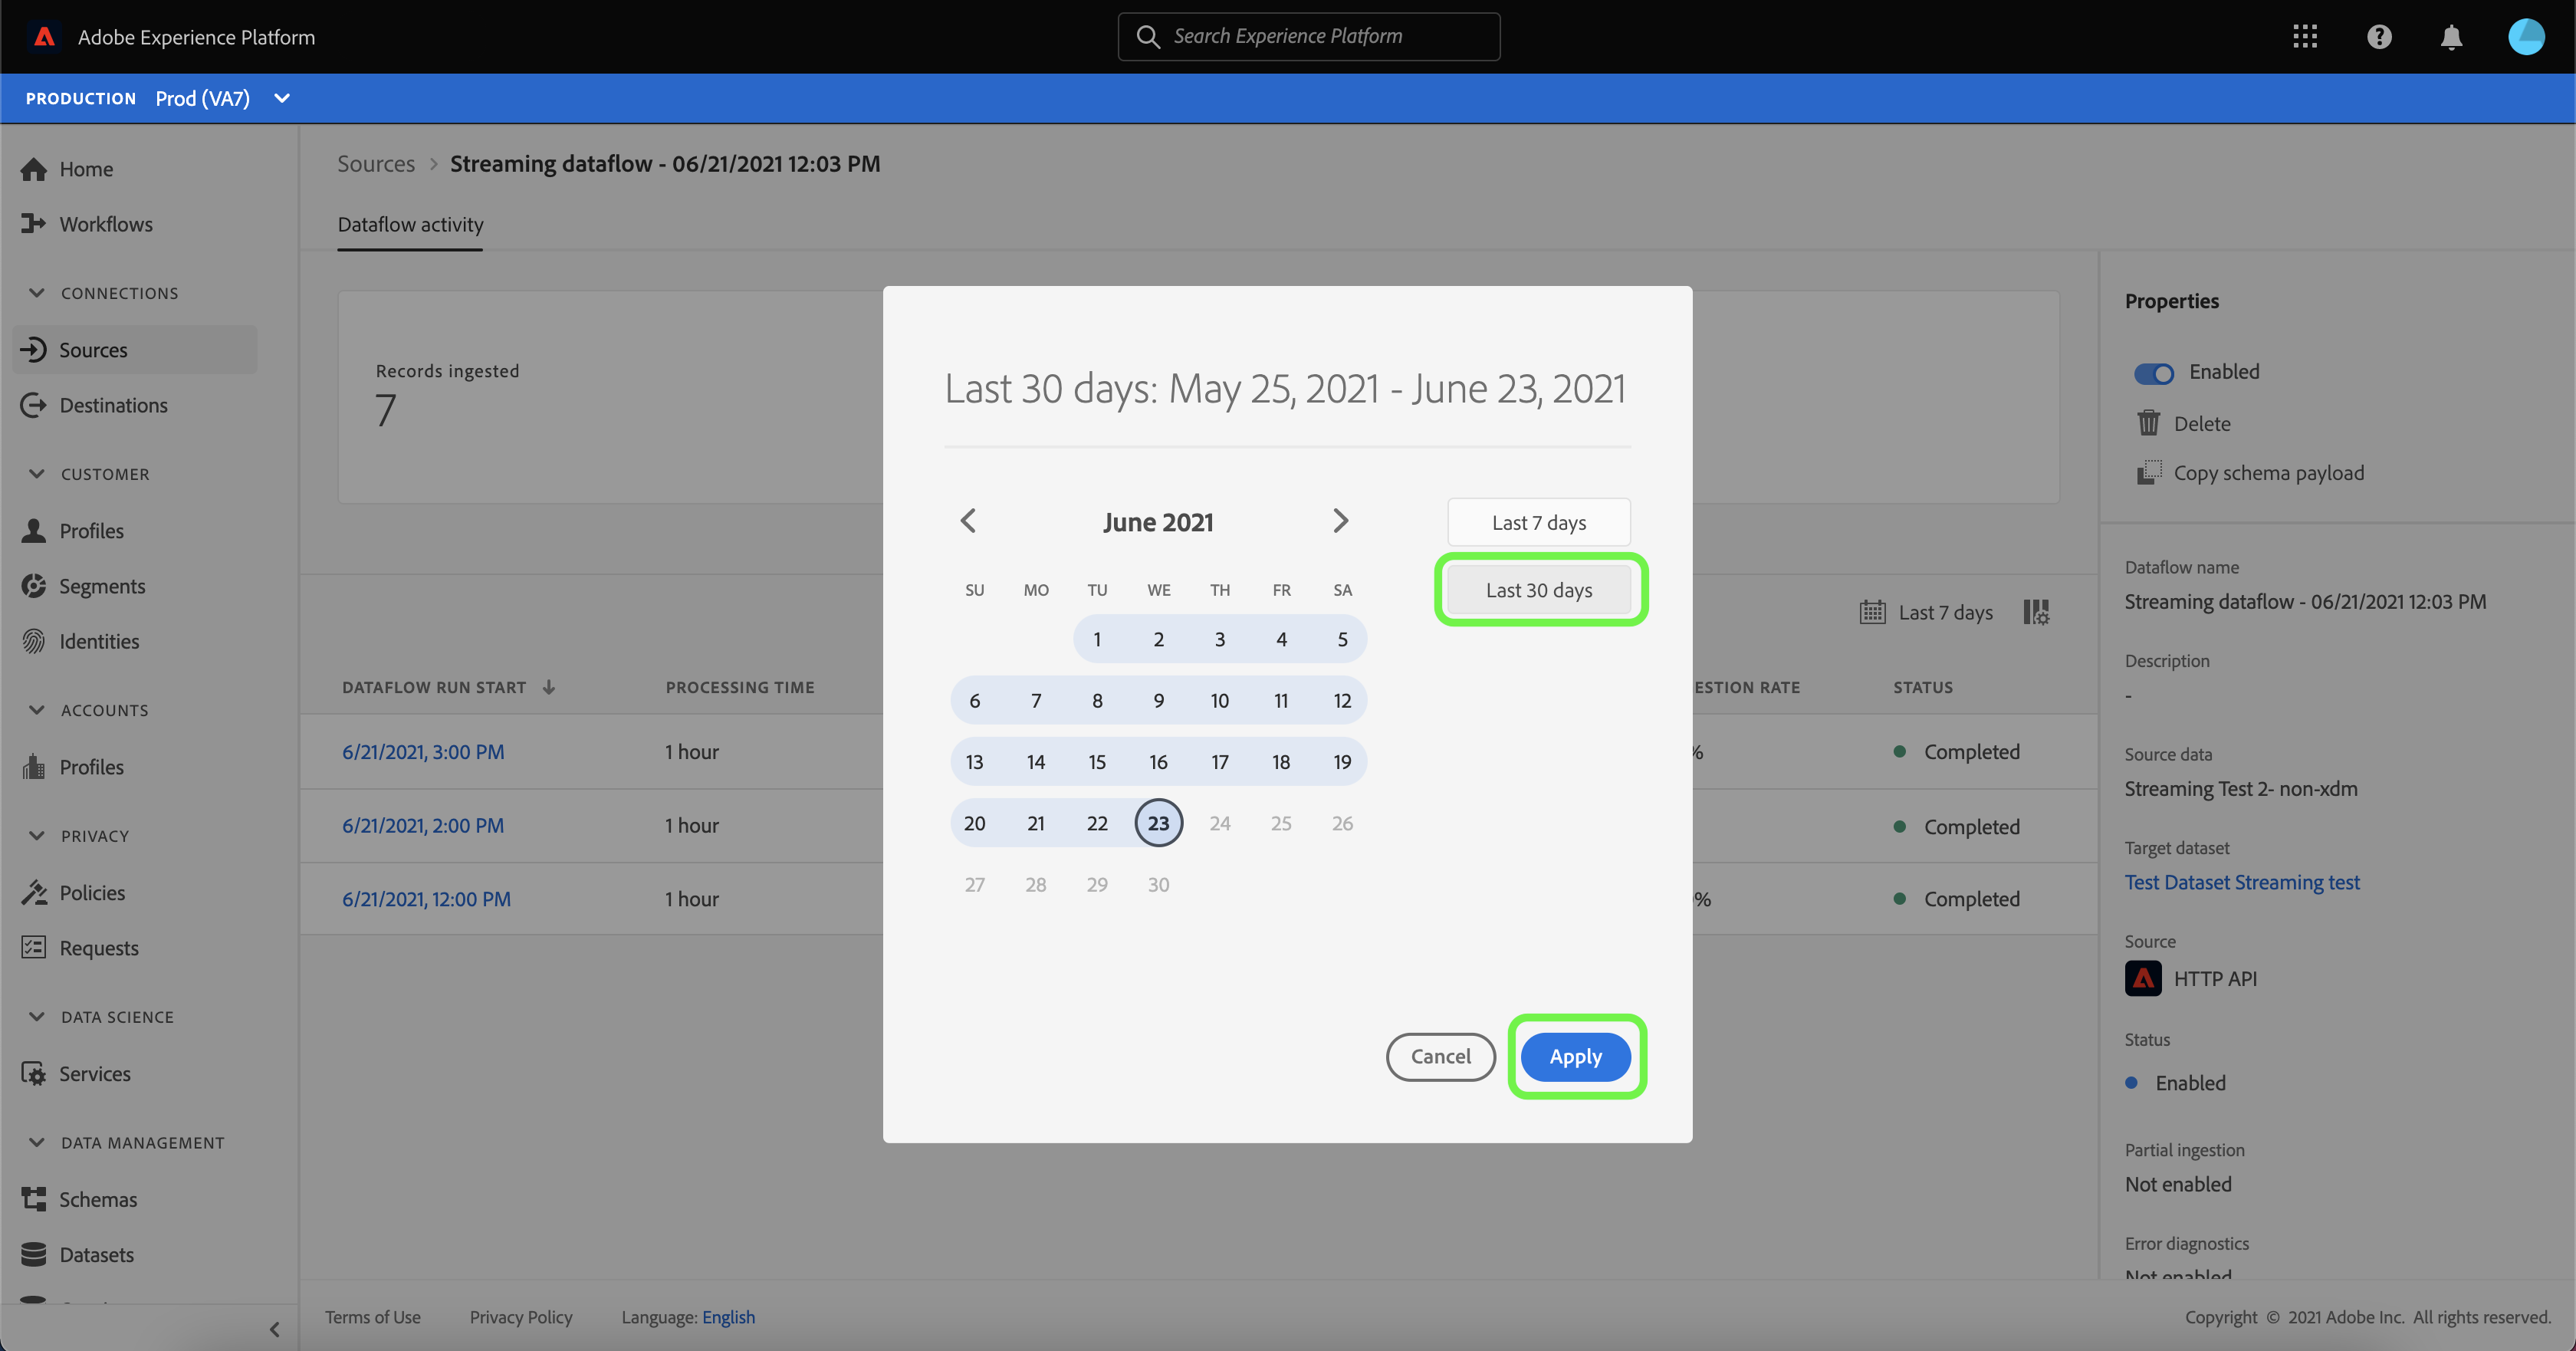 Adobe Experience Platform
Search Experience Platform
PRODUCTION Prod (VA7)
Home
Workflows
CONNECTIONS
Sources
Destinations
CUSTOMER
Profiles
Segments
Identities
ACCOUNTS
Profiles
PRIVACY
Policies
Requests
DATA SCIENCE
Services
DATA MANAGEMENT
Schemas
Datasets
Sources > Streaming dataflow - 06/21/2021 12:03 PM
Dataflow activity
Records ingested
7
Last 7 days
DATAFLOW RUN START PROCESSING TIME ESTION RATE STATUS
6/21/2021, 3:00 PM 1 hour % Completed
6/21/2021, 2:00 PM 1 hour Completed
6/21/2021, 12:00 PM 1 hour % Completed
Last 30 days: May 25, 2021 - June 23, 2021
June 2021
SU MO TU WE TH FR SA
1 2 3 4 5
6 7 8 9 10 11 12
13 14 15 16 17 18 19
20 21 22 23 24 25 26
27 28 29 30
Last 7 days
Last 30 days
Cancel Apply
Properties
Enabled
Delete
Copy schema payload
Dataflow name
Streaming dataflow - 06/21/2021 12:03 PM
Description
-
Source data
Streaming Test 2- non-xdm
Target dataset
Test Dataset Streaming test
Source
HTTP API
Status
Enabled
Partial ingestion
Not enabled
Error diagnostics
Not enabled
Terms of Use Privacy Policy Language: English
Copyright © 2021 Adobe Inc. All rights reserved.